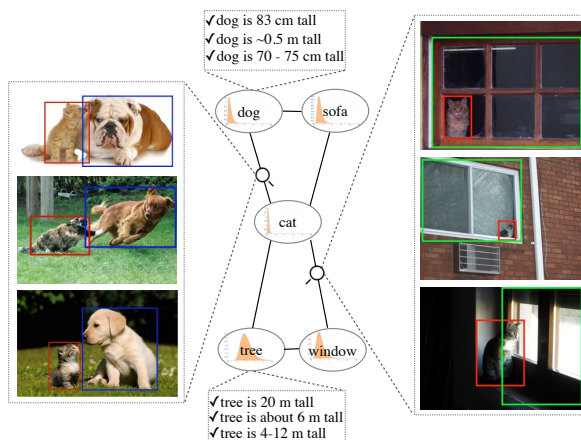 ✓dog is 83 cm tall
✓dog is ~0.5 m tall
✓dog is 70 - 75 cm tall
dog
sofa
cat
tree
window
✓tree is 20 m tall
✓tree is about 6 m tall
✓tree is 4-12 m tall